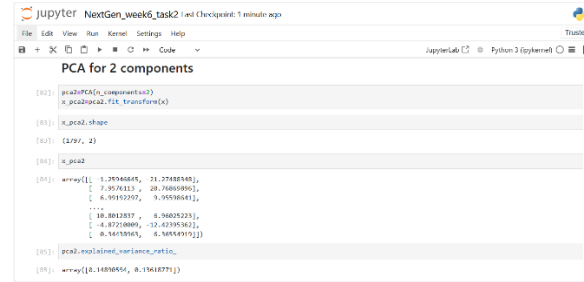 jupyter NextGen_week6_task2 Last Checkpoint: 1 minute ago
File Edit View Run Kernel Settings Help Truste
Code JupyterLab Python 3 (ipykernel)
PCA for 2 components
[82]: pca2=PCA(n_components=2)
x_pca2=pca2.fit_transform(x)
[83]: x_pca2.shape
[83]: (1797, 2)
[84]: x_pca2
[84]: array([[ -1.25946645, -21.27488348],
[ 7.9576113 , 20.76869896],
[ 6.99192297, 9.95598641],
...,
[ 10.8012837 , 6.96025223],
[ -4.87210009, -12.42395362],
[ 0.34438963, 6.36554919]])
[85]: pca2.explained_variance_ratio_
[85]: array([0.14890594, 0.13618771])